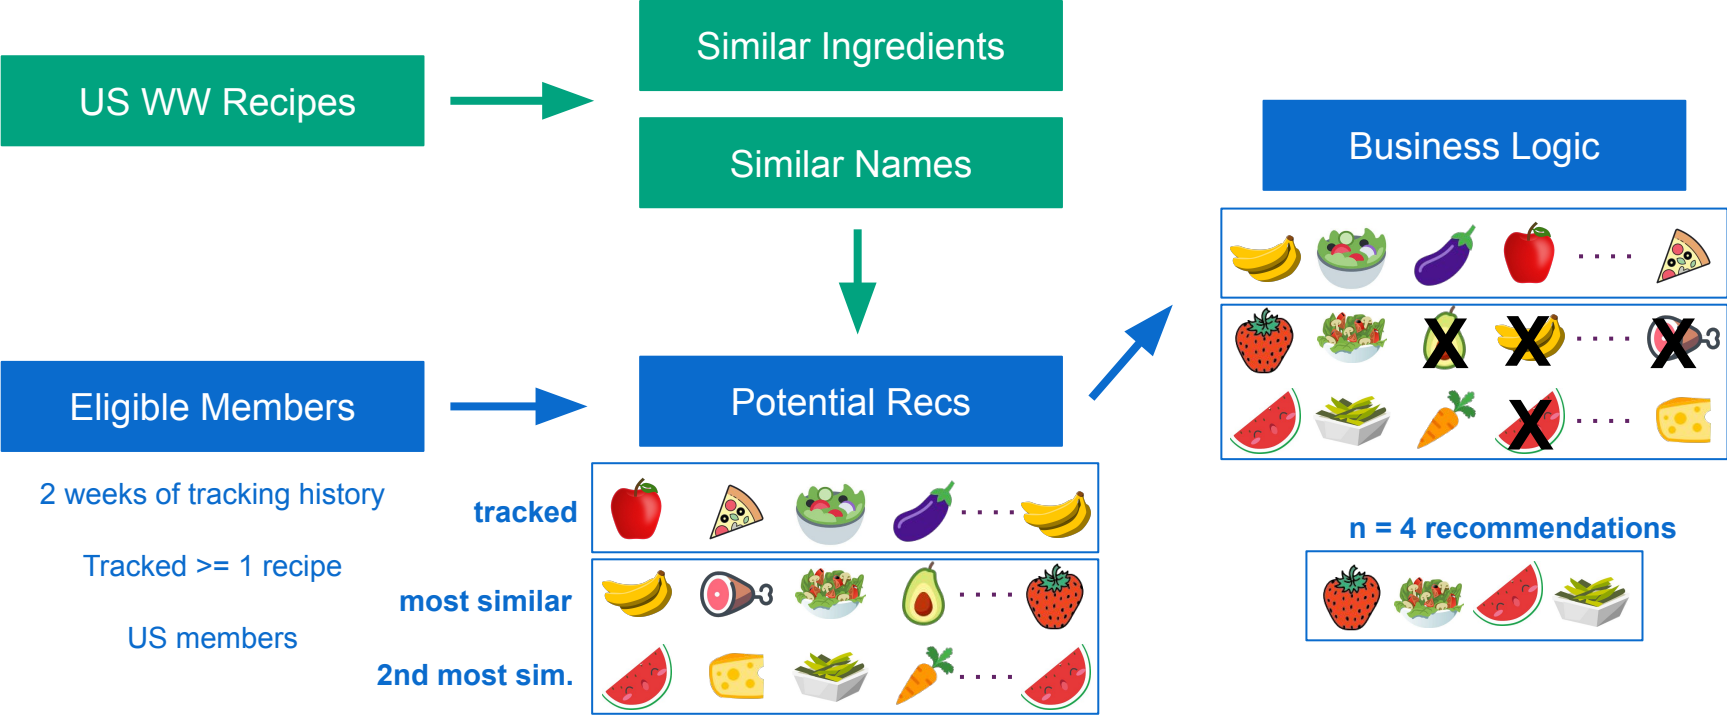 Similar Ingredients
US WW Recipes
Similar Names
Business Logic
Eligible Members
Potential Recs
2 weeks of tracking history
Tracked >= 1 recipe
US members
tracked
most similar
2nd most sim.
X X X
X
n = 4 recommendations